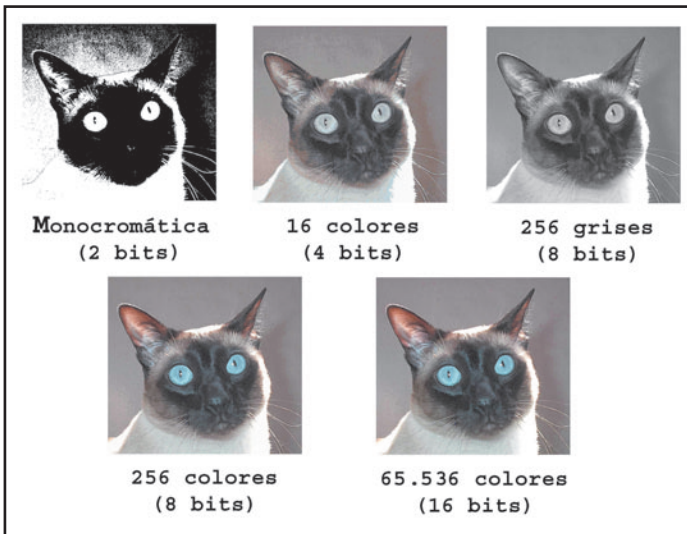 Monocromática
(2 bits)
16 colores
(4 bits)
256 grises
(8 bits)
256 colores
(8 bits)
65.536 colores
(16 bits)